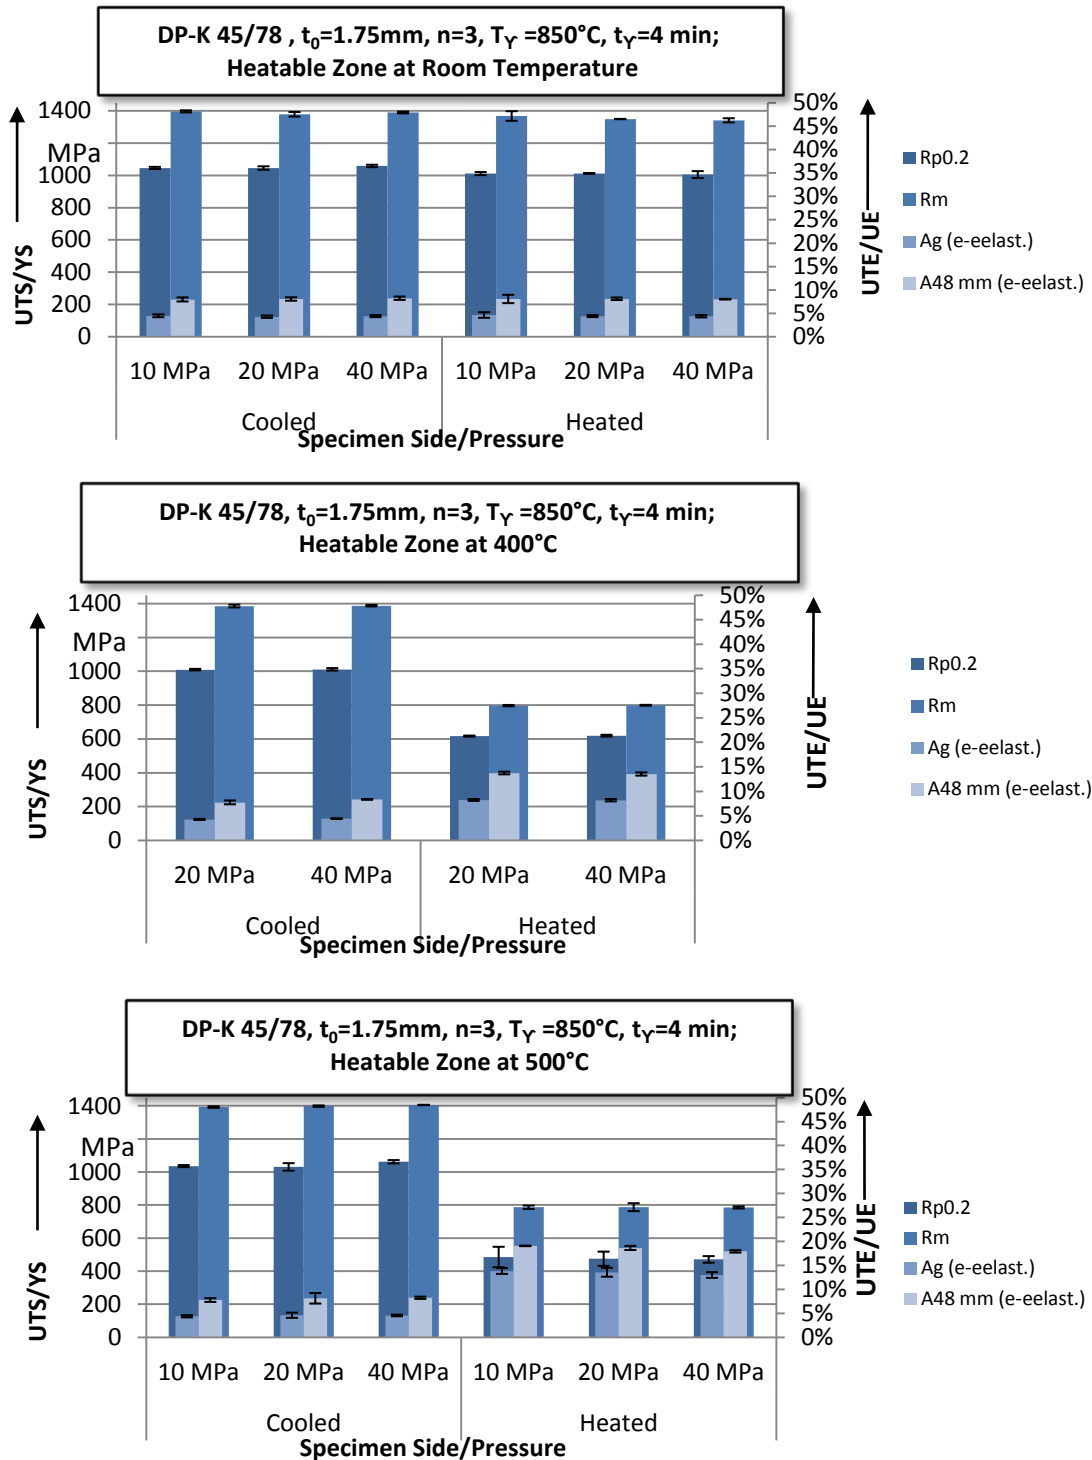 DP-K 45/78 , t₀=1.75mm, n=3, Tᵧ =850°C, tᵧ=4 min;
Heatable Zone at Room Temperature
1400
MPa
1000
800
600
400
200
0
UTS/YS
50%
45%
40%
35%
30%
25%
20%
15%
10%
5%
0%
UTE/UE
Rp0.2
Rm
Ag (e-eelast.)
A48 mm (e-eelast.)
10 MPa 20 MPa 40 MPa 10 MPa 20 MPa 40 MPa
Cooled Heated
Specimen Side/Pressure
DP-K 45/78, t₀=1.75mm, n=3, Tᵧ =850°C, tᵧ=4 min;
Heatable Zone at 400°C
1400
MPa
1000
800
600
400
200
0
UTS/YS
50%
45%
40%
35%
30%
25%
20%
15%
10%
5%
0%
UTE/UE
Rp0.2
Rm
Ag (e-eelast.)
A48 mm (e-eelast.)
20 MPa 40 MPa 20 MPa 40 MPa
Cooled Heated
Specimen Side/Pressure
DP-K 45/78, t₀=1.75mm, n=3, Tᵧ =850°C, tᵧ=4 min;
Heatable Zone at 500°C
1400
MPa
1000
800
600
400
200
0
UTS/YS
50%
45%
40%
35%
30%
25%
20%
15%
10%
5%
0%
UTE/UE
Rp0.2
Rm
Ag (e-eelast.)
A48 mm (e-eelast.)
10 MPa 20 MPa 40 MPa 10 MPa 20 MPa 40 MPa
Cooled Heated
Specimen Side/Pressure